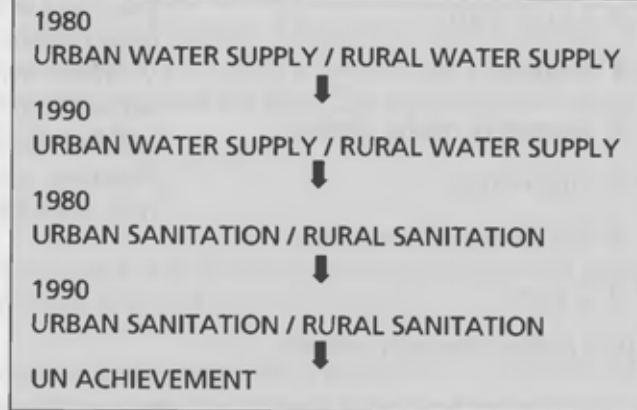 1980
URBAN WATER SUPPLY / RURAL WATER SUPPLY
1990
URBAN WATER SUPPLY / RURAL WATER SUPPLY
1980
URBAN SANITATION / RURAL SANITATION
1990
URBAN SANITATION / RURAL SANITATION
UN ACHIEVEMENT